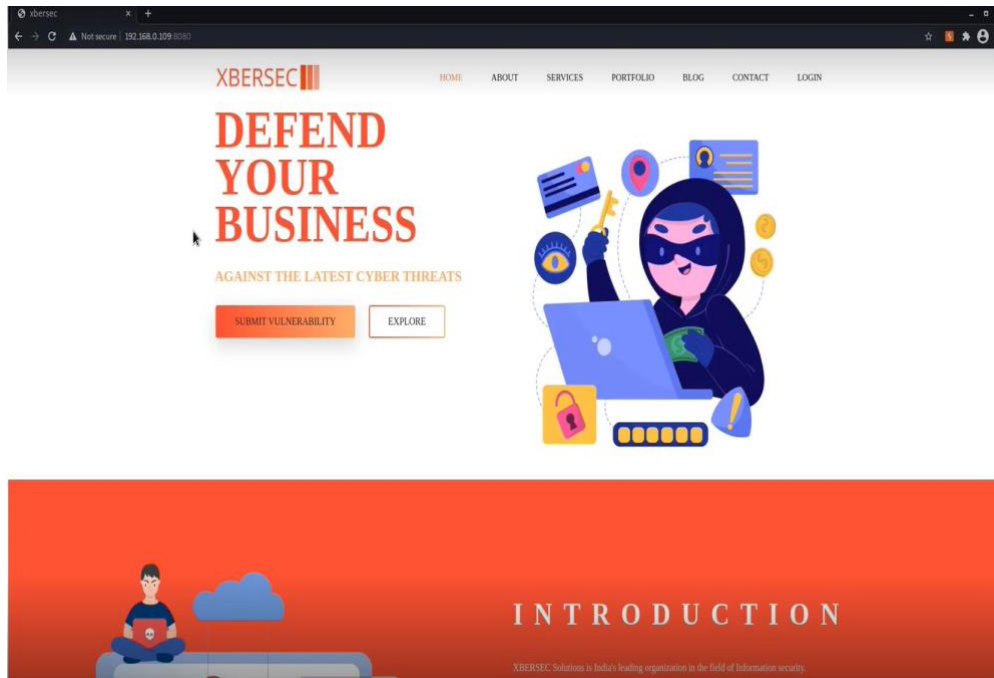 xbersec
Not secure 192.168.0.109:8080
XBERSEC
HOME ABOUT SERVICES PORTFOLIO BLOG CONTACT LOGIN
DEFEND
YOUR
BUSINESS
AGAINST THE LATEST CYBER THREATS
SUBMIT VULNERABILITY EXPLORE
INTRODUCTION
XBERSEC Solutions is India's leading organization in the field of Information security.